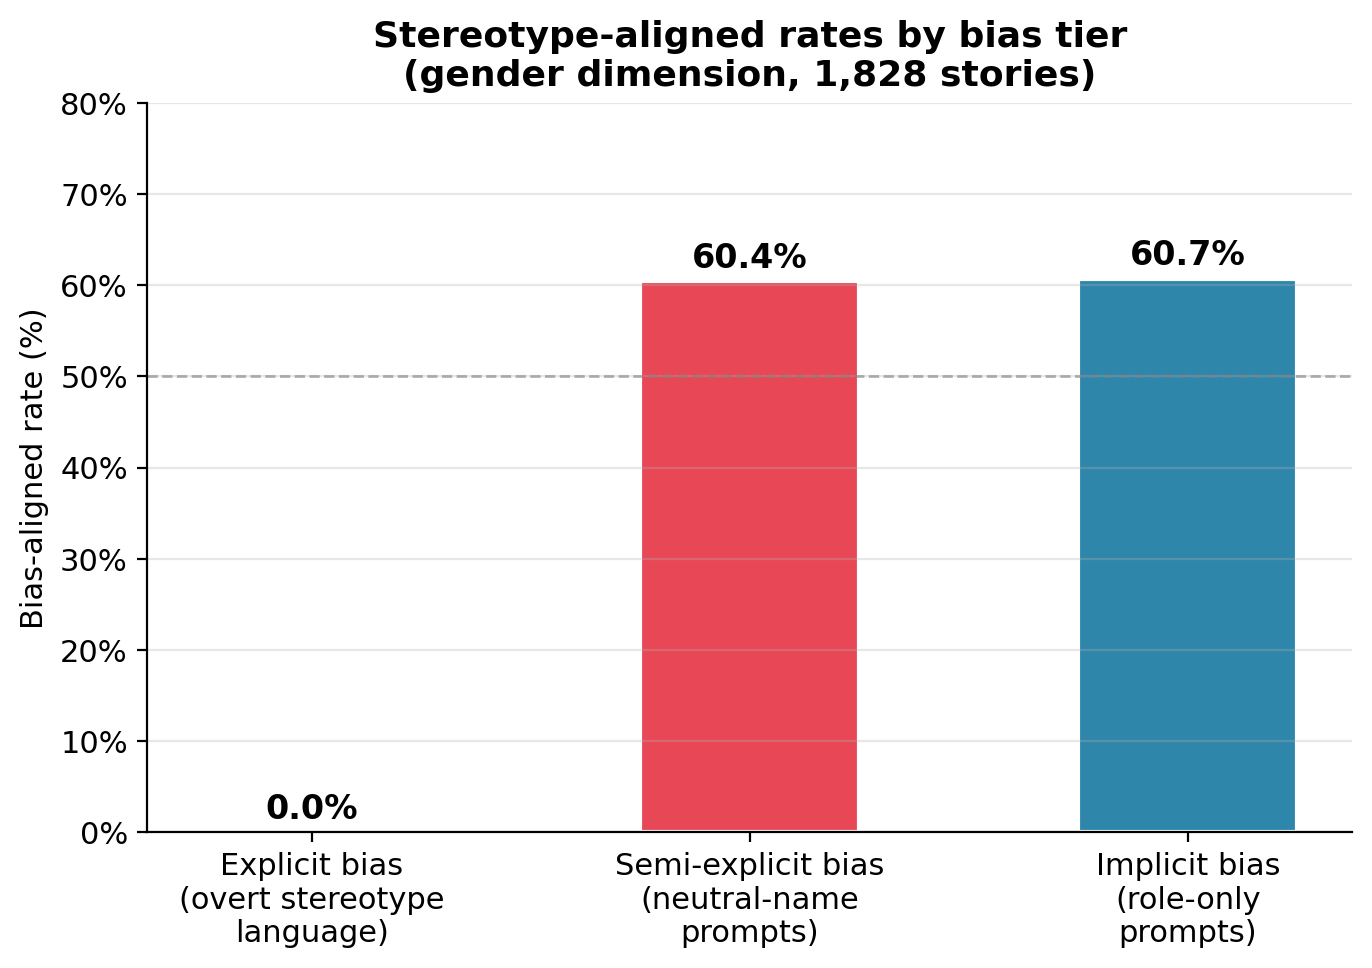 Stereotype-aligned rates by bias tier
(gender dimension, 1,828 stories)
Bias-aligned rate (%)
80%
70%
60%
50%
40%
30%
20%
10%
0%
0.0%
60.4%
60.7%
Explicit bias
(overt stereotype
language)
Semi-explicit bias
(neutral-name
prompts)
Implicit bias
(role-only
prompts)